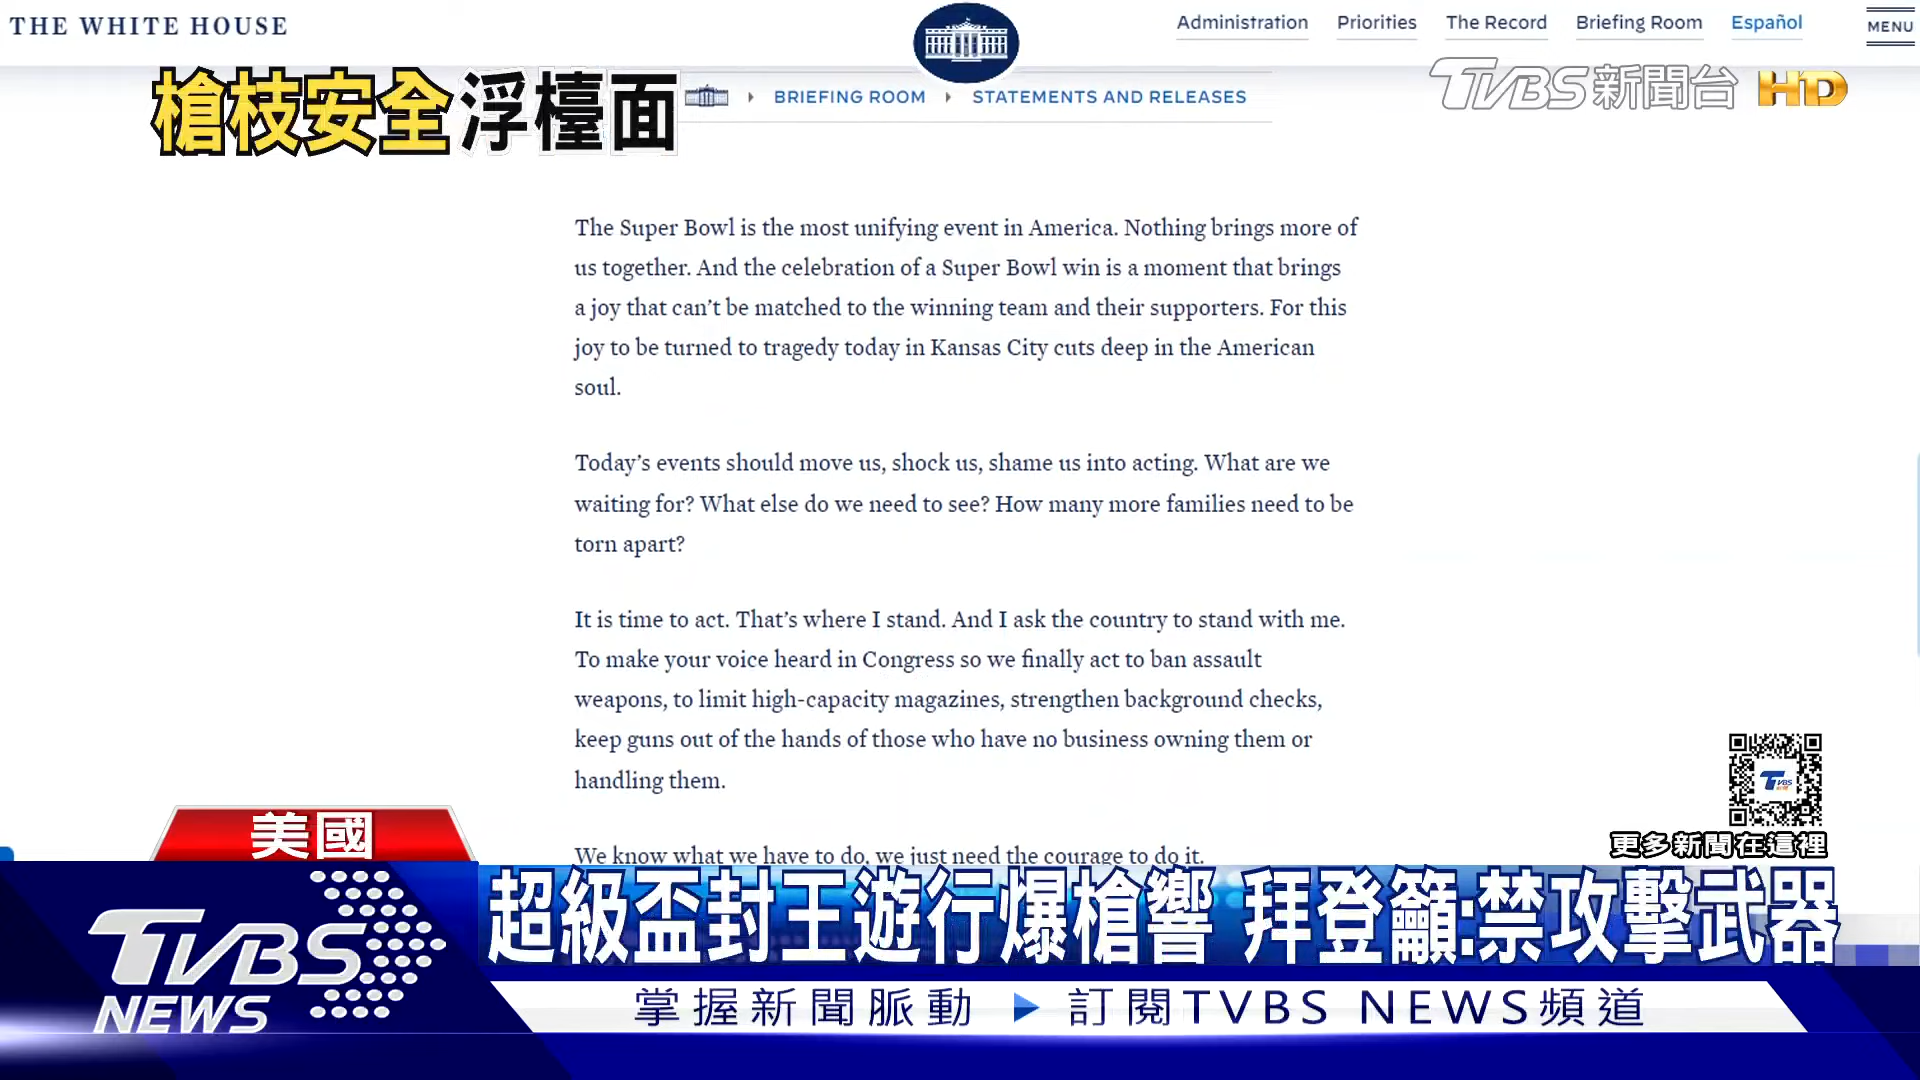 THE WHITE HOUSE
Administration Priorities The Record Briefing Room Español MENU
TVBS新聞台 HD
槍枝安全浮檯面
BRIEFING ROOM STATEMENTS AND RELEASES
The Super Bowl is the most unifying event in America. Nothing brings more of
us together. And the celebration of a Super Bowl win is a moment that brings
a joy that can’t be matched to the winning team and their supporters. For this
joy to be turned to tragedy today in Kansas City cuts deep in the American
soul.
Today’s events should move us, shock us, shame us into acting. What are we
waiting for? What else do we need to see? How many more families need to be
torn apart?
It is time to act. That’s where I stand. And I ask the country to stand with me.
To make your voice heard in Congress so we finally act to ban assault
weapons, to limit high-capacity magazines, strengthen background checks,
keep guns out of the hands of those who have no business owning them or
handling them.
We know what we have to do, we just need the courage to do it.
TVBS
更多新聞在這裡
美國
超級盃封王遊行爆槍響 拜登籲:禁攻擊武器
TVBS
NEWS
掌握新聞脈動 ▶ 訂閱TVBS NEWS頻道